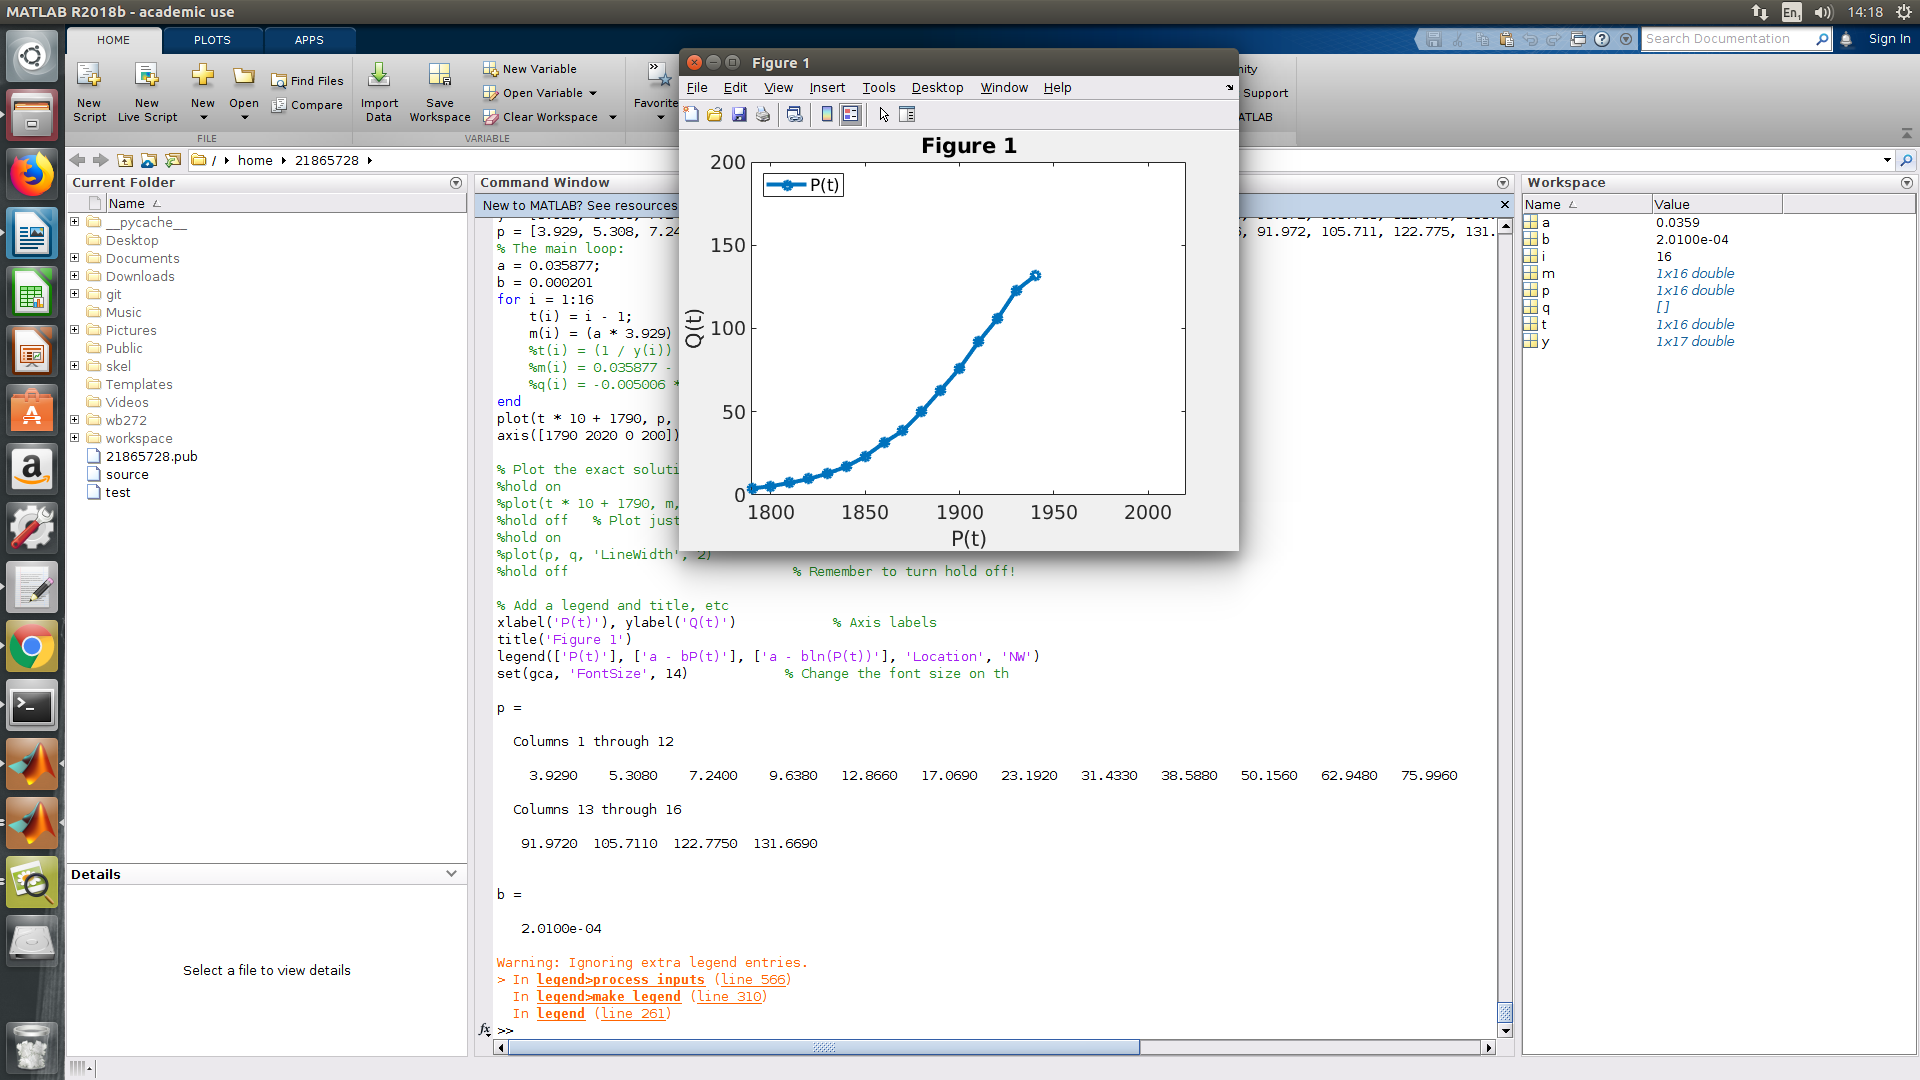 MATLAB R2018b - academic use
En
14:18
HOME
PLOTS
APPS
Search Documentation
Sign In
New Script
New Live Script
New
Open
Find Files
Compare
Import Data
Save Workspace
New Variable
Open Variable
Clear Workspace
Favorite
Support
FILE
VARIABLE
/ home 21865728
Current Folder
Name
__pycache__
Desktop
Documents
Downloads
git
Music
Pictures
Public
skel
Templates
Videos
wb272
workspace
21865728.pub
source
test
Details
Select a file to view details
Command Window
New to MATLAB? See resources
p = [3.929, 5.308, 7.24
91.972, 105.711, 122.775, 131.
% The main loop:
a = 0.035877;
b = 0.000201
for i = 1:16
t(i) = i - 1;
m(i) = (a * 3.929)
%t(i) = (1 / y(i))
%m(i) = 0.035877 -
%q(i) = -0.005006 *
end
plot(t * 10 + 1790, p,
axis([1790 2020 0 200])
% Plot the exact soluti
%hold on
%plot(t * 10 + 1790, m,
%hold off % Plot just
%hold on
%plot(p, q, 'LineWidth', 2)
%hold off % Remember to turn hold off!
% Add a legend and title, etc
xlabel('P(t)'), ylabel('Q(t)') % Axis labels
title('Figure 1')
legend(['P(t)'], ['a - bP(t)'], ['a - bln(P(t))'], 'Location', 'NW')
set(gca, 'FontSize', 14) % Change the font size on th
p =
Columns 1 through 12
3.9290 5.3080 7.2400 9.6380 12.8660 17.0690 23.1920 31.4330 38.5880 50.1560 62.9480 75.9960
Columns 13 through 16
91.9720 105.7110 122.7750 131.6690
b =
2.0100e-04
Warning: Ignoring extra legend entries.
> In legend>process_inputs (line 566)
In legend>make_legend (line 310)
In legend (line 261)
fx >>
Figure 1
File Edit View Insert Tools Desktop Window Help
Figure 1
P(t)
200
150
100
50
0
Q(t)
1800 1850 1900 1950 2000
P(t)
Workspace
Name Value
a 0.0359
b 2.0100e-04
i 16
m 1x16 double
p 1x16 double
q []
t 1x16 double
y 1x17 double